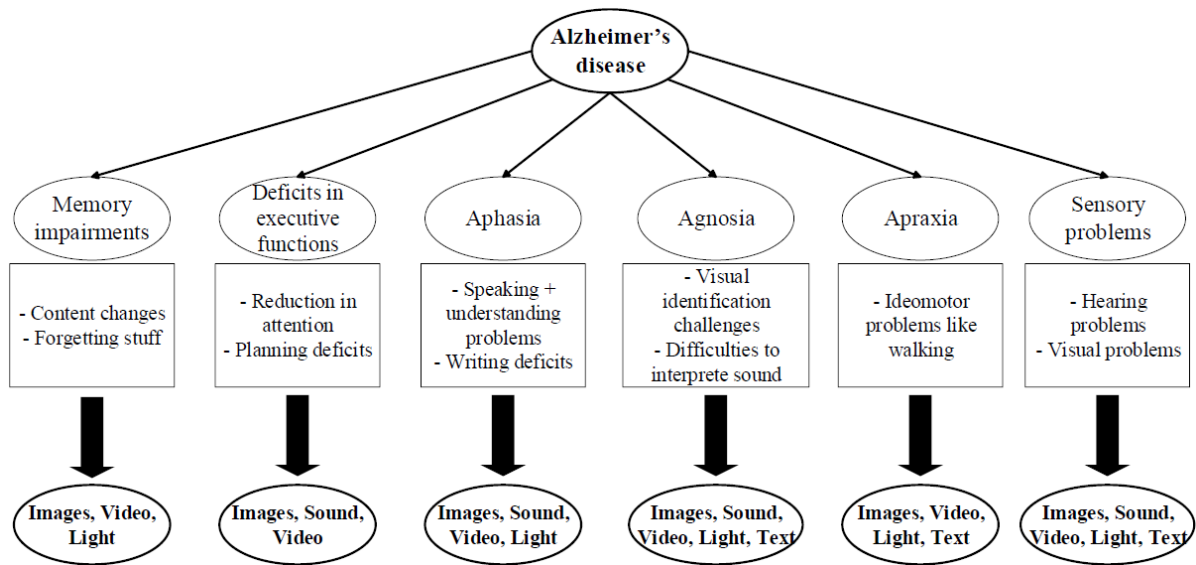 Alzheimer's
disease
Memory
impairments
Deficits in
executive
functions
Aphasia
Agnosia
Apraxia
Sensory
problems
- Content changes
- Forgetting stuff
- Reduction in
attention
- Planning deficits
- Speaking +
understanding
problems
- Writing deficits
- Visual
identification
challenges
- Difficulties to
interprete sound
- Ideomotor
problems like
walking
- Hearing
problems
- Visual problems
Images, Video,
Light
Images, Sound,
Video
Images, Sound,
Video, Light
Images, Sound,
Video, Light, Text
Images, Video,
Light, Text
Images, Sound,
Video, Light, Text